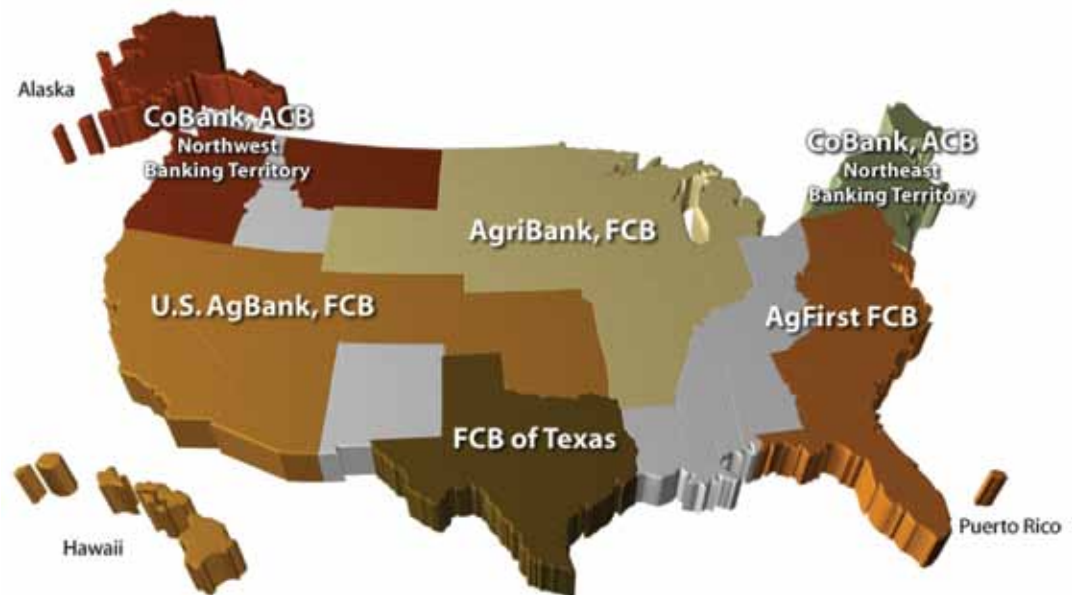 Alaska
CoBank, ACB
Northwest
Banking Territory
CoBank, ACB
Northeast
Banking Territory
AgriBank, FCB
U.S. AgBank, FCB
AgFirst FCB
FCB of Texas
Hawaii
Puerto Rico